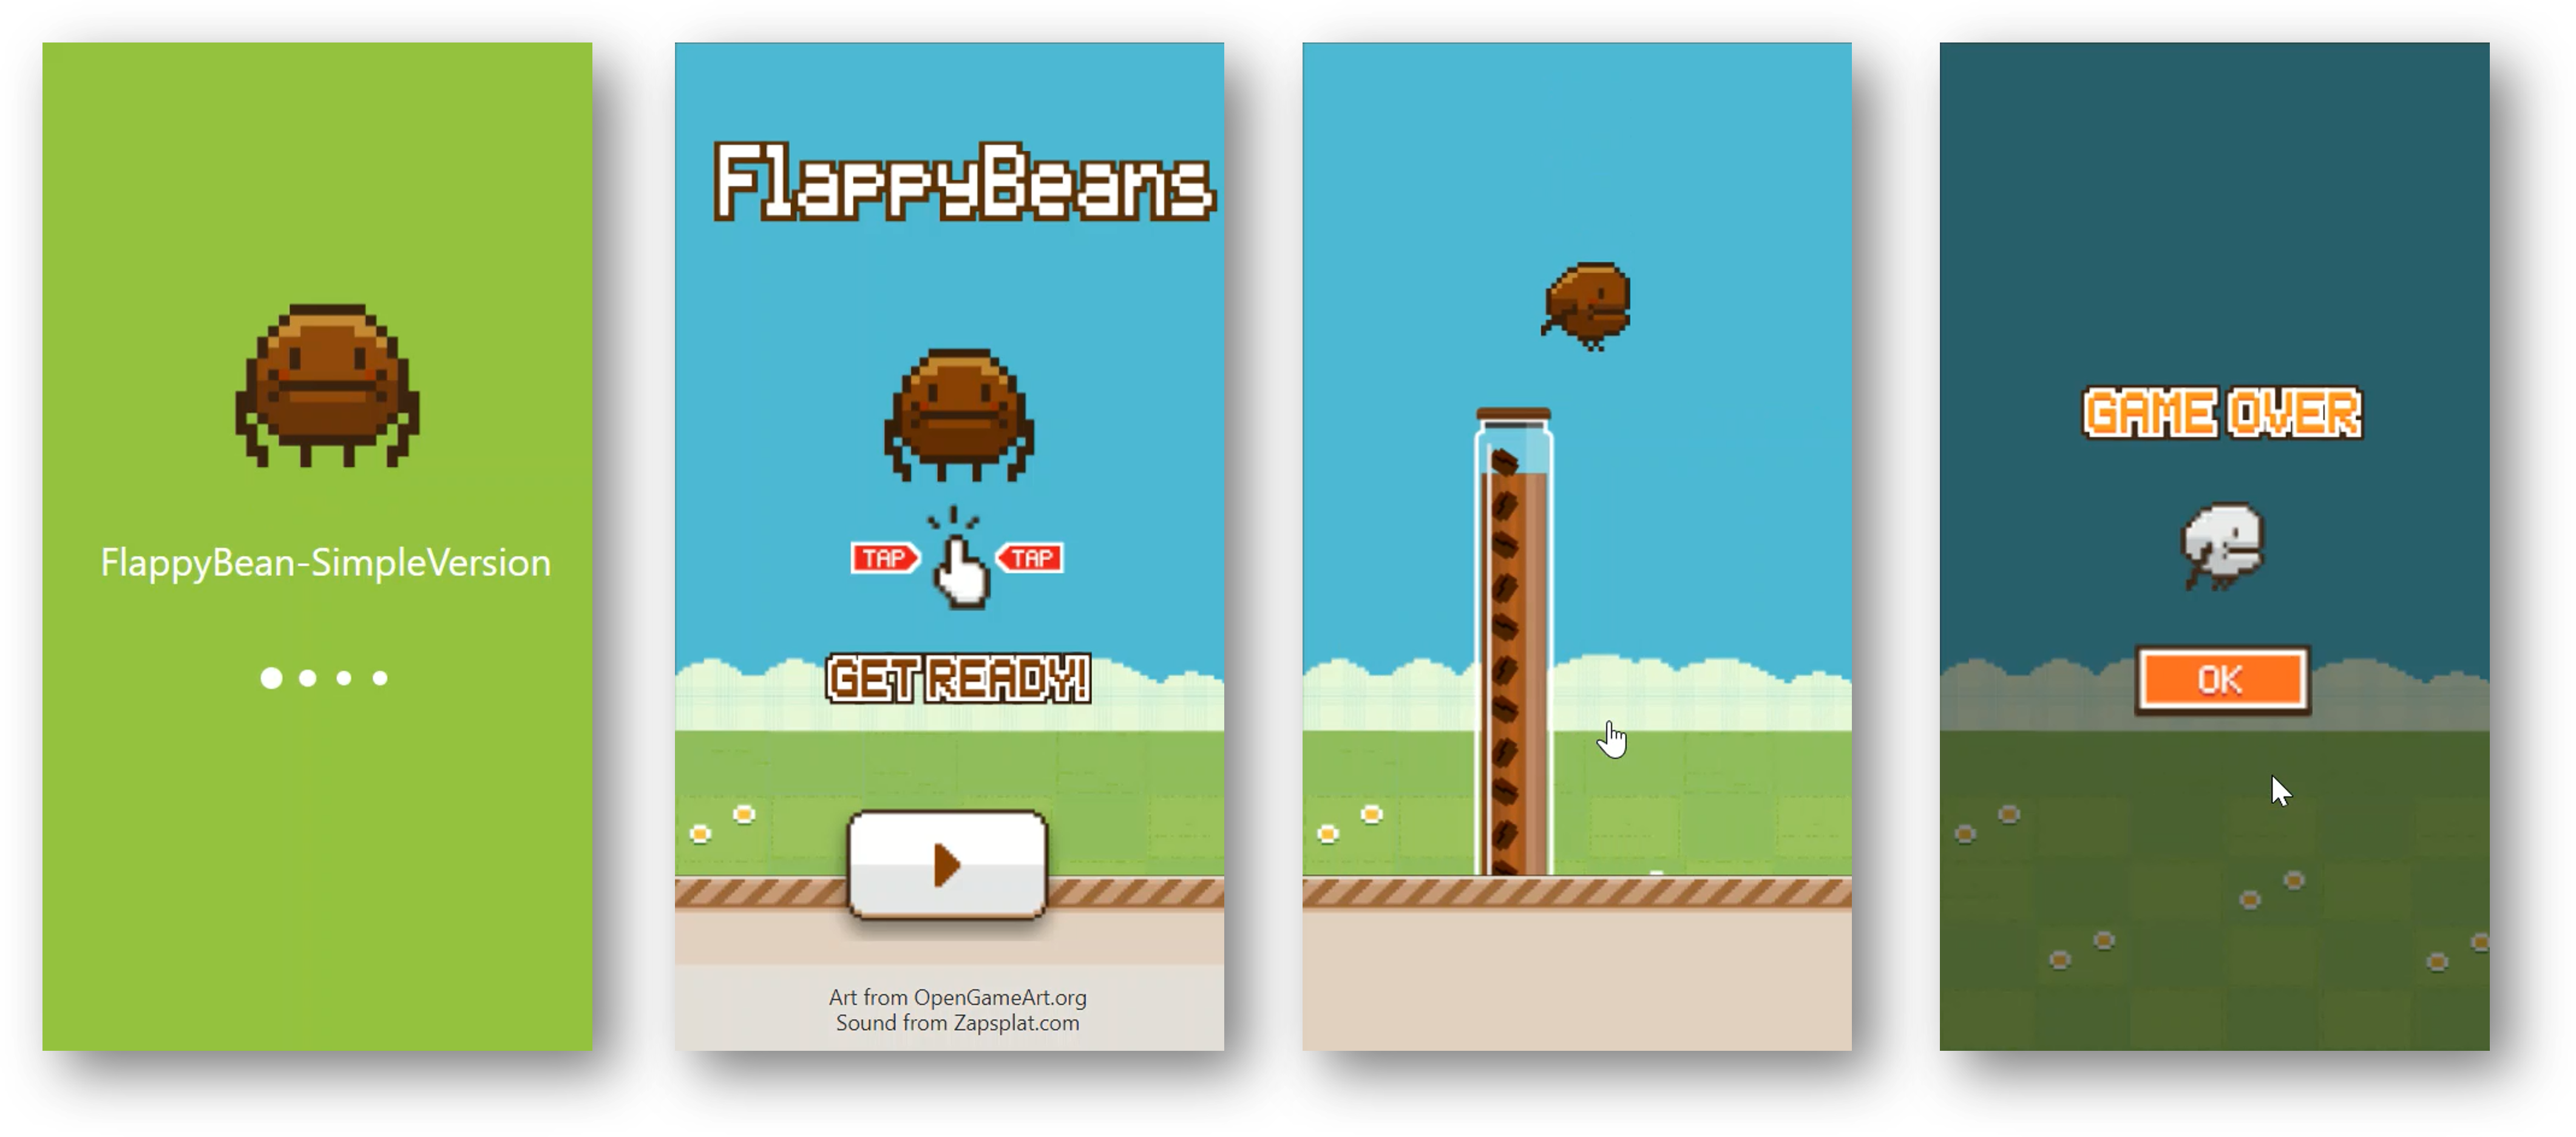 FlappyBean-SimpleVersion
FlappyBeans
TAP TAP
GET READY!
Art from OpenGameArt.org
Sound from Zapsplat.com
GAME OVER
OK